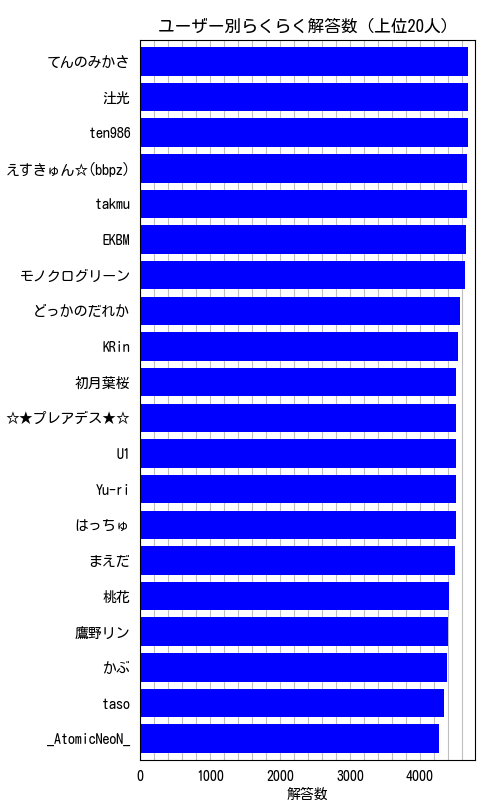 ユーザー別らくらく解答数（上位20人）
てんのみかさ
汢光
ten986
えすきゅん☆(bbpz)
takmu
EKBM
モノクログリーン
どっかのだれか
KRin
初月葉桜
☆★プレアデス★☆
U1
Yu-ri
はっちゅ
まえだ
桃花
鷹野リン
かぶ
taso
_AtomicNeoN_
0 1000 2000 3000 4000
解答数